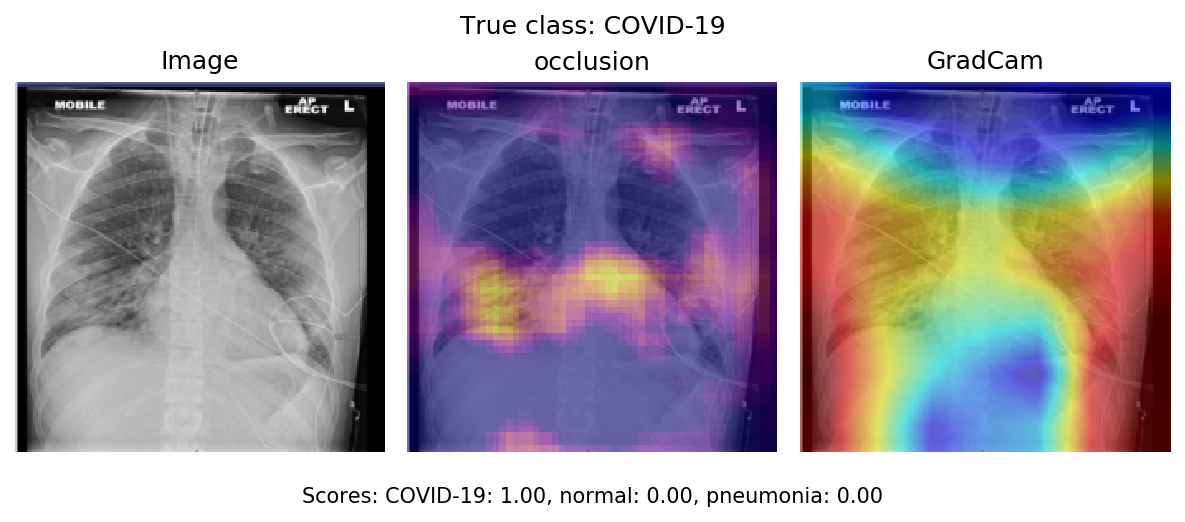 True class: COVID-19
Image
occlusion
GradCam
MOBILE
AP
ERECT
L
MOBILE
AP
ERECT
L
MOBILE
AP
ERECT
L
Scores: COVID-19: 1.00, normal: 0.00, pneumonia: 0.00